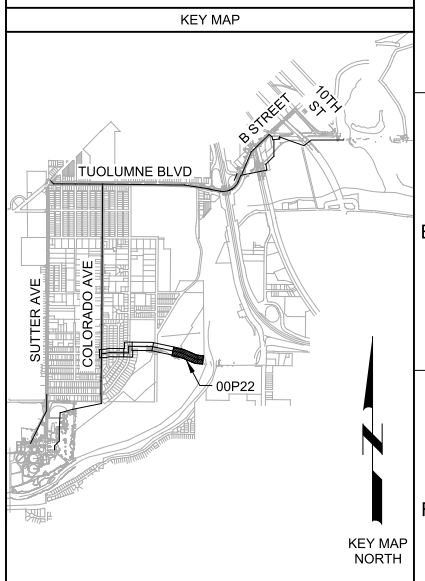 KEY MAP
10TH
ST
B STREET
TUOLUMNE BLVD
SUTTER AVE
COLORADO AVE
00P22
N
KEY MAP
NORTH